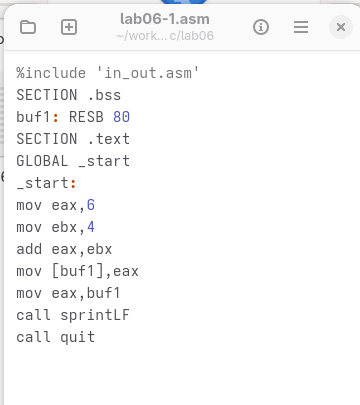 lab06-1.asm
~/work... c/lab06
%include 'in_out.asm'
SECTION .bss
buf1: RESB 80
SECTION .text
GLOBAL _start
_start:
mov eax,6
mov ebx,4
add eax,ebx
mov [buf1],eax
mov eax,buf1
call sprintLF
call quit